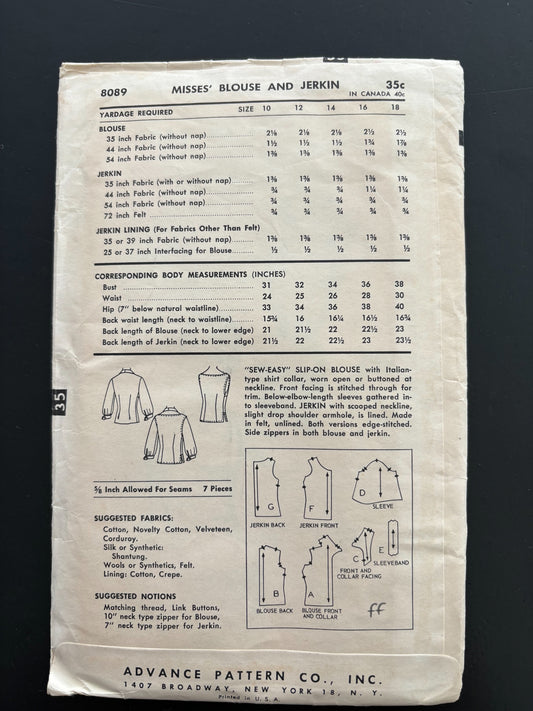 35
8089 MISSES' BLOUSE AND JERKIN 35c
IN CANADA 40c
YARDAGE REQUIRED SIZE 10 12 14 16 18
BLOUSE
35 inch Fabric (without nap) 2⅛ 2⅛ 2⅛ 2½ 2½
44 inch Fabric (without nap) 1½ 1½ 1½ 1¾ 1⅞
54 inch Fabric (without nap) 1⅜ 1⅜ 1⅜ 1⅜ 1⅜
JERKIN
35 inch Fabric (with or without nap) 1⅜ 1⅜ 1⅜ 1⅜ 1⅜
44 inch Fabric (without nap) ¾ ¾ ¾ 1¼ 1¼
54 inch Fabric (without nap) ¾ ¾ ¾ ¾ ¾
72 inch Felt ¾ ¾ ¾ ¾ ¾
JERKIN LINING (For Fabrics Other Than Felt)
35 or 39 inch Fabric (without nap) 1⅜ 1⅜ 1⅜ 1⅜ 1⅜
25 or 37 inch Interfacing for Blouse ½ ½ ½ ½ ½
CORRESPONDING BODY MEASUREMENTS (INCHES)
Bust 31 32 34 36 38
Waist 24 25 26 28 30
Hip (7" below natural waistline) 33 34 36 38 40
Back waist length (neck to waistline) 15¾ 16 16¼ 16½ 16¾
Back length of Blouse (neck to lower edge) 21 21½ 22 22½ 23
Back length of Jerkin (neck to lower edge) 21½ 22 22½ 23 23½
"SEW-EASY" SLIP-ON BLOUSE with Italian-
type shirt collar, worn open or buttoned at
neckline. Front facing is stitched through for
trim. Below-elbow-length sleeves gathered in-
to sleeveband. JERKIN with scooped neckline,
slight drop shoulder armhole, is lined. Made
in felt, unlined. Both versions edge-stitched.
Side zippers in both blouse and jerkin.
35
⅝ Inch Allowed For Seams 7 Pieces
SUGGESTED FABRICS:
Cotton, Novelty Cotton, Velveteen,
Corduroy.
Silk or Synthetic:
Shantung.
Wools or Synthetics, Felt.
Lining: Cotton, Crepe.
SUGGESTED NOTIONS
Matching thread, Link Buttons,
10" neck type zipper for Blouse,
7" neck type zipper for Jerkin.
G
JERKIN BACK
F
JERKIN FRONT
D
SLEEVE
B
BLOUSE BACK
A
BLOUSE FRONT
AND COLLAR
C
FRONT AND
COLLAR FACING
E
SLEEVEBAND
ff
ADVANCE PATTERN CO., INC.
1407 BROADWAY, NEW YORK 18, N. Y.
Printed in U. S. A.